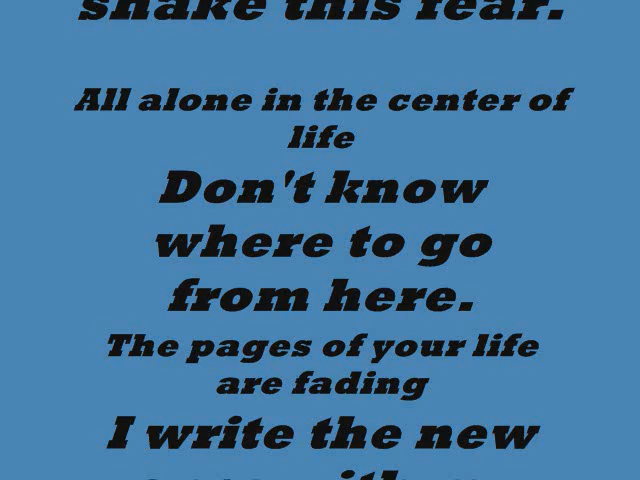 shake this fear.
All alone in the center of
life
Don't know
where to go
from here.
The pages of your life
are fading
I write the new